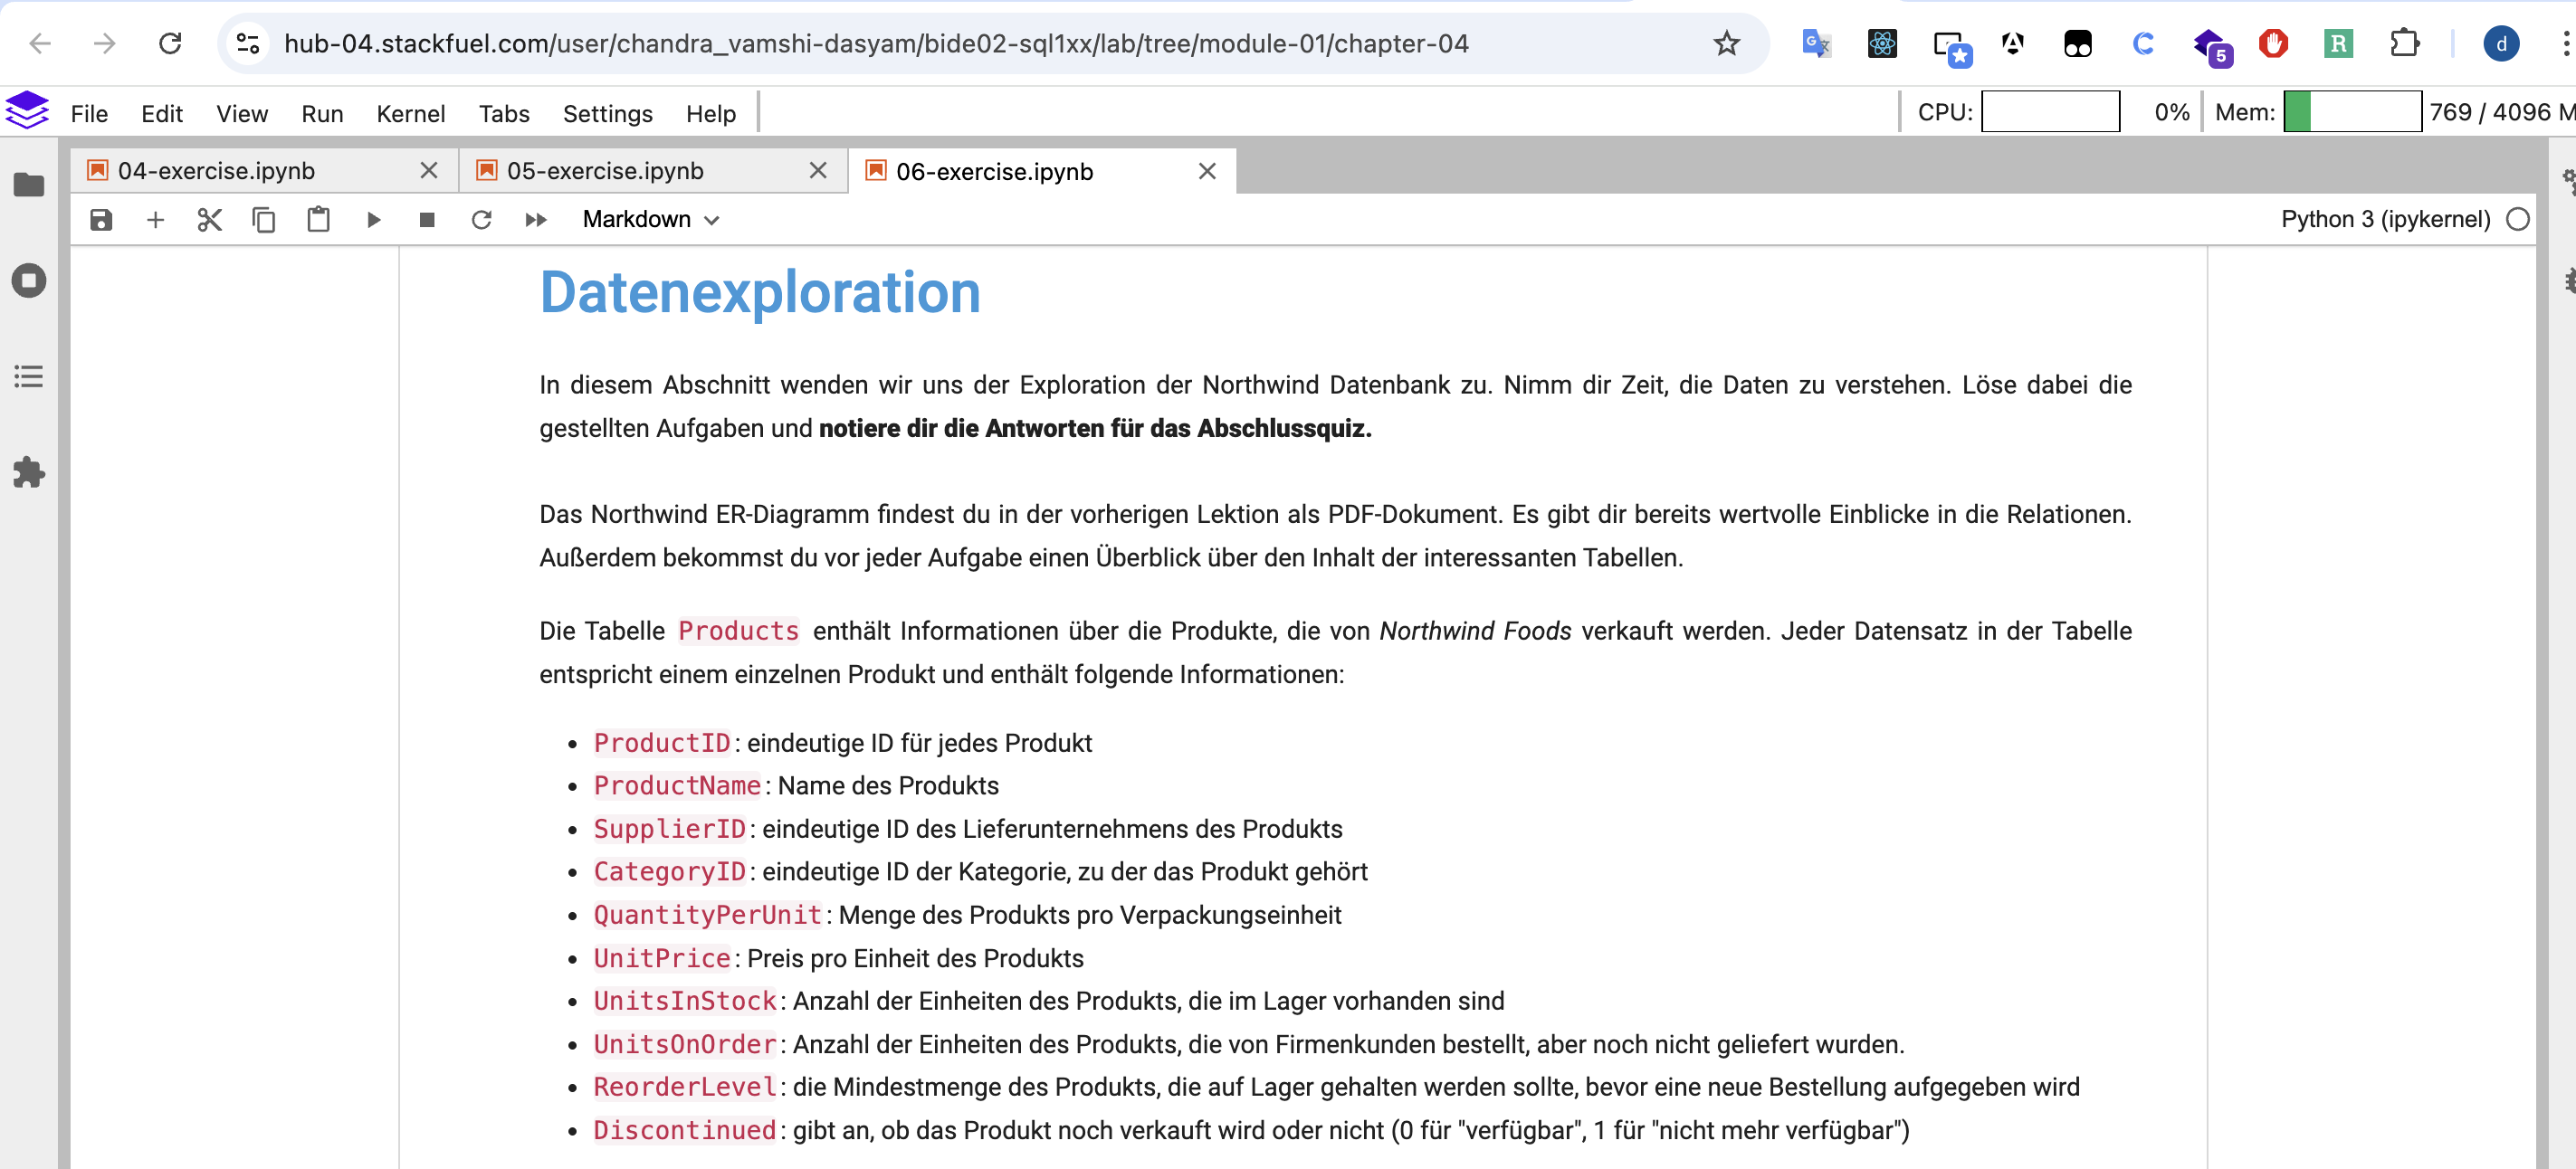 hub-04.stackfuel.com/user/chandra_vamshi-dasyam/bide02-sql1xx/lab/tree/module-01/chapter-04
5
R
d
File Edit View Run Kernel Tabs Settings Help
CPU: 0% Mem: 769 / 4096 M
04-exercise.ipynb 05-exercise.ipynb 06-exercise.ipynb
Markdown Python 3 (ipykernel)
Datenexploration
In diesem Abschnitt wenden wir uns der Exploration der Northwind Datenbank zu. Nimm dir Zeit, die Daten zu verstehen. Löse dabei die
gestellten Aufgaben und notiere dir die Antworten für das Abschlussquiz.
Das Northwind ER-Diagramm findest du in der vorherigen Lektion als PDF-Dokument. Es gibt dir bereits wertvolle Einblicke in die Relationen.
Außerdem bekommst du vor jeder Aufgabe einen Überblick über den Inhalt der interessanten Tabellen.
Die Tabelle Products enthält Informationen über die Produkte, die von Northwind Foods verkauft werden. Jeder Datensatz in der Tabelle
entspricht einem einzelnen Produkt und enthält folgende Informationen:
• ProductID: eindeutige ID für jedes Produkt
• ProductName: Name des Produkts
• SupplierID: eindeutige ID des Lieferunternehmens des Produkts
• CategoryID: eindeutige ID der Kategorie, zu der das Produkt gehört
• QuantityPerUnit: Menge des Produkts pro Verpackungseinheit
• UnitPrice: Preis pro Einheit des Produkts
• UnitsInStock: Anzahl der Einheiten des Produkts, die im Lager vorhanden sind
• UnitsOnOrder: Anzahl der Einheiten des Produkts, die von Firmenkunden bestellt, aber noch nicht geliefert wurden.
• ReorderLevel: die Mindestmenge des Produkts, die auf Lager gehalten werden sollte, bevor eine neue Bestellung aufgegeben wird
• Discontinued: gibt an, ob das Produkt noch verkauft wird oder nicht (0 für "verfügbar", 1 für "nicht mehr verfügbar")